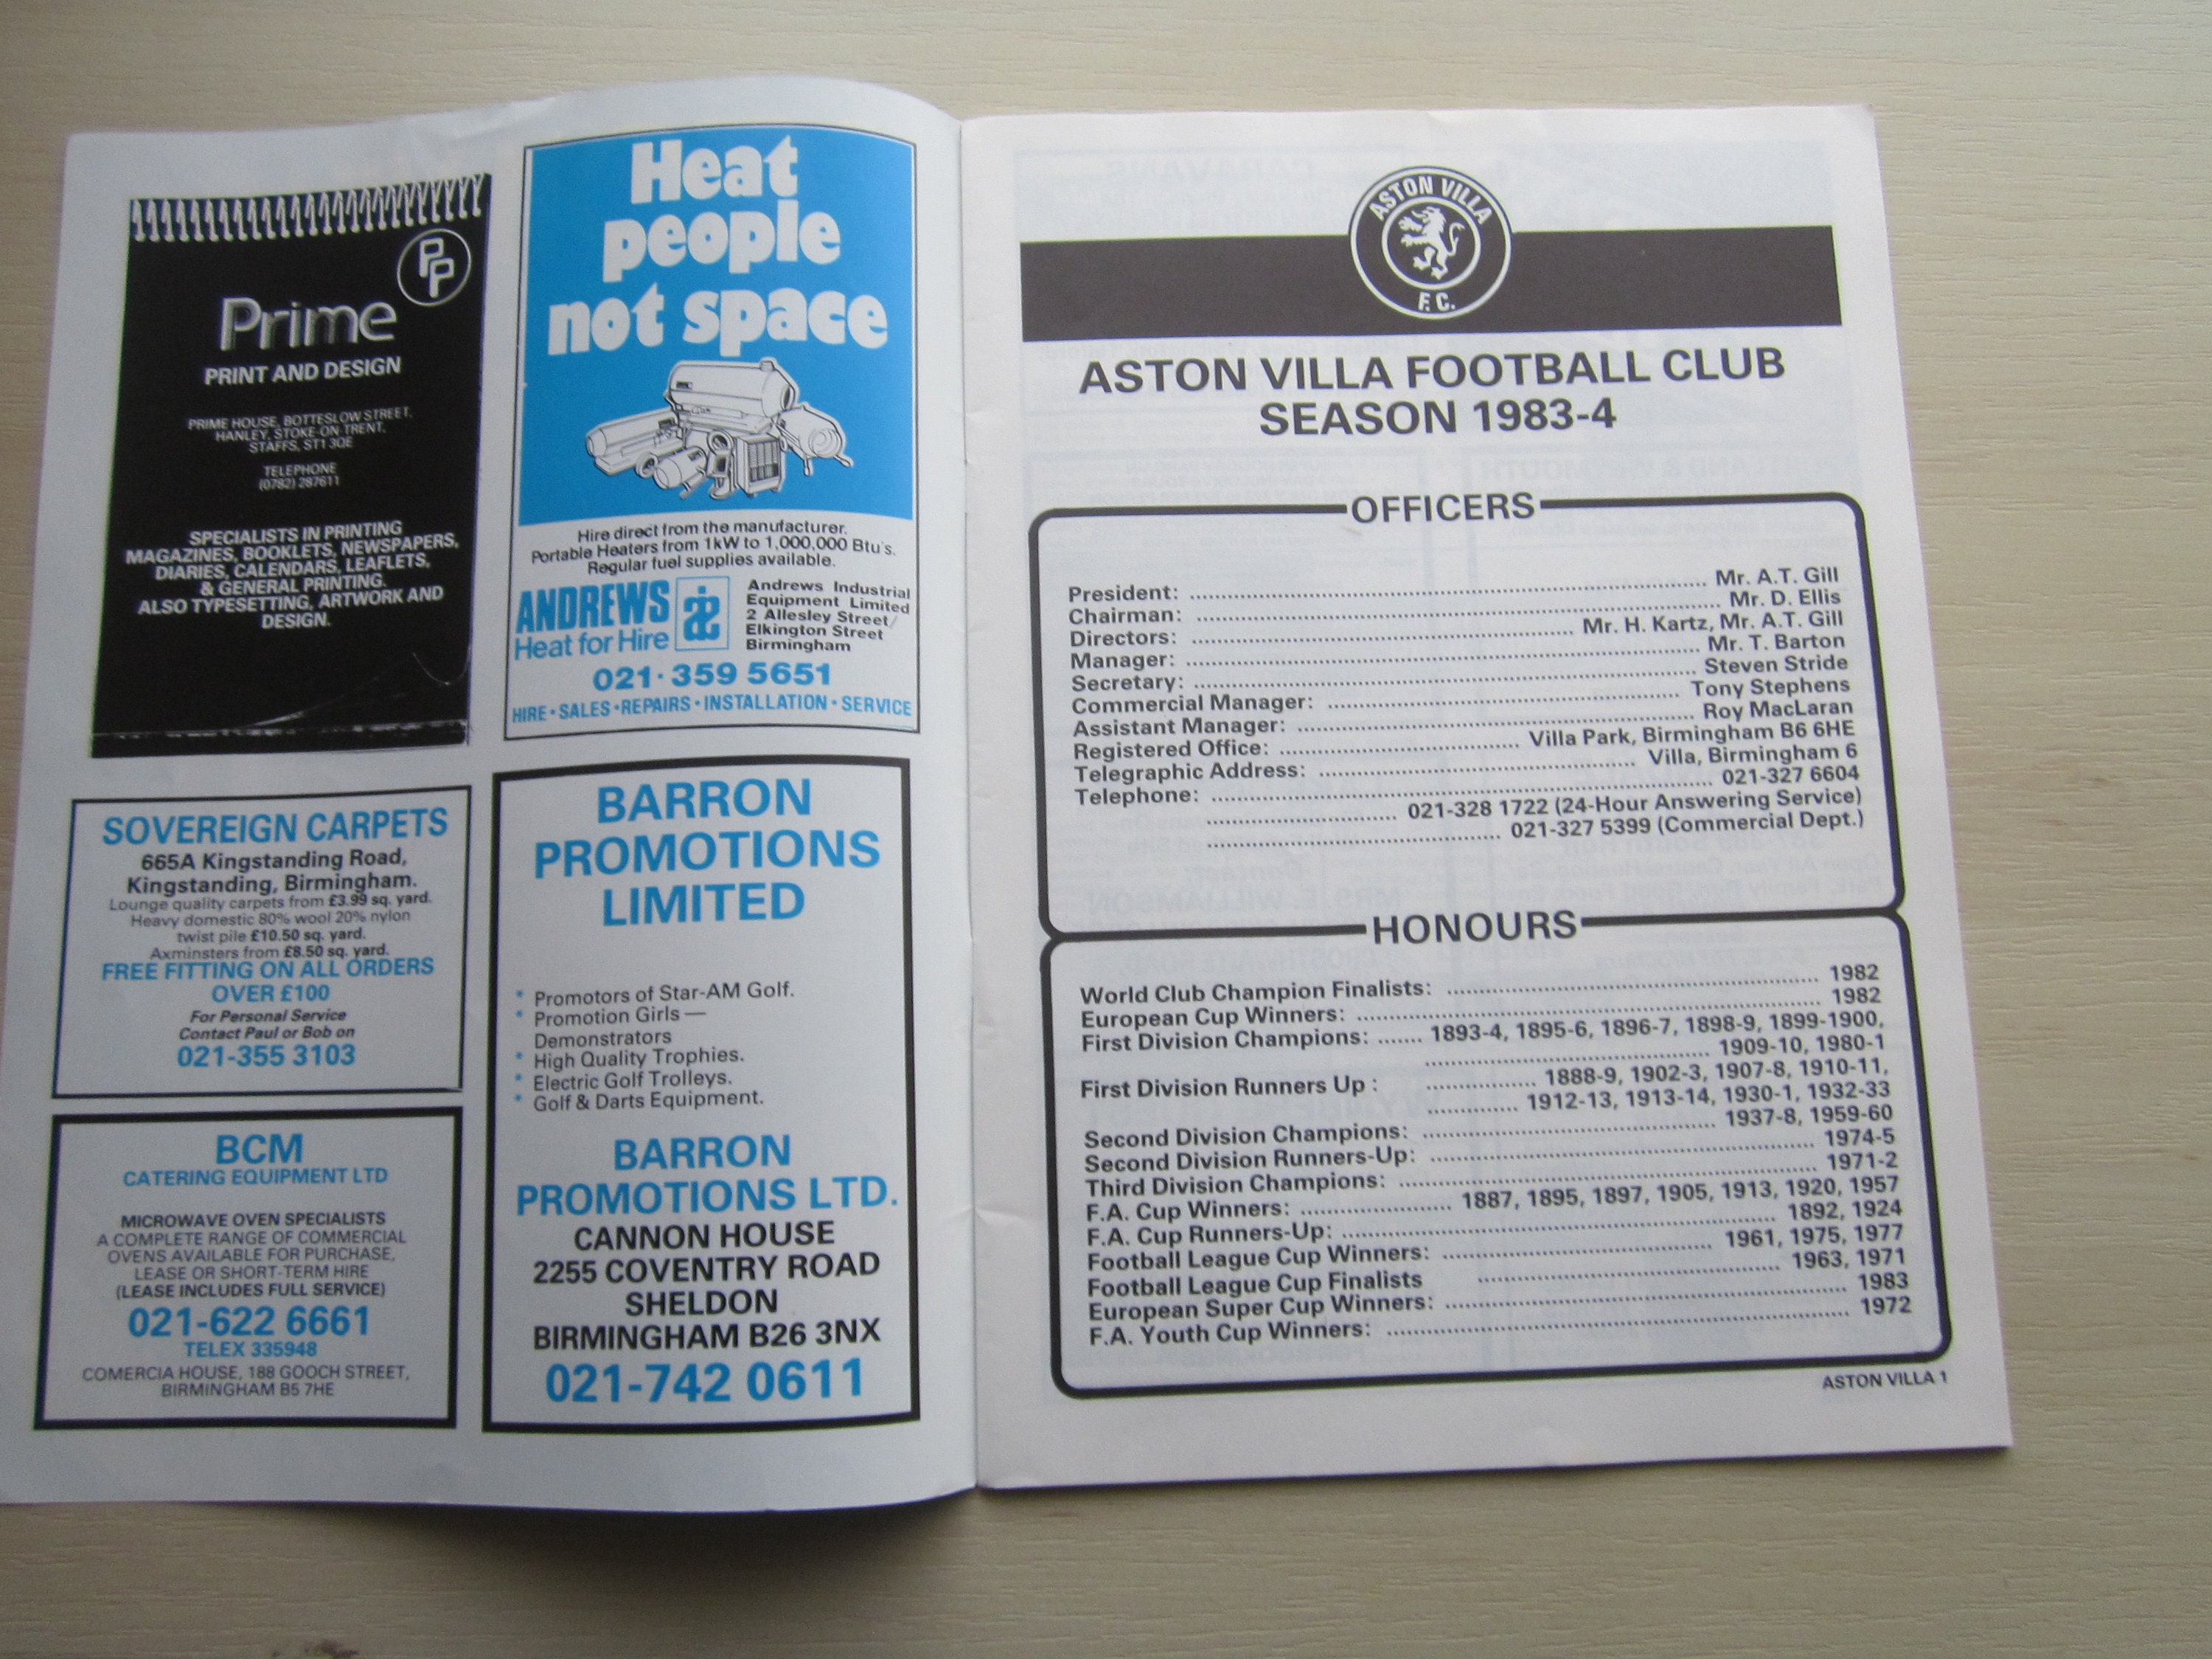 PP
Prime
PRINT AND DESIGN
PRIME HOUSE, BOTTESLOW STREET,
HANLEY, STOKE-ON-TRENT,
STAFFS, ST1 3QE
TELEPHONE
(0782) 287611
SPECIALISTS IN PRINTING
MAGAZINES, BOOKLETS, NEWSPAPERS,
DIARIES, CALENDARS, LEAFLETS,
& GENERAL PRINTING.
ALSO TYPESETTING, ARTWORK AND
DESIGN.
Heat
people
not space
Hire direct from the manufacturer.
Portable Heaters from 1kW to 1,000,000 Btu's.
Regular fuel supplies available.
ANDREWS
Heat for Hire
Andrews Industrial
Equipment Limited
2 Allesley Street/
Elkington Street
Birmingham
021·359 5651
HIRE·SALES·REPAIRS·INSTALLATION·SERVICE
SOVEREIGN CARPETS
665A Kingstanding Road,
Kingstanding, Birmingham.
Lounge quality carpets from £3.99 sq. yard.
Heavy domestic 80% wool 20% nylon
twist pile £10.50 sq. yard.
Axminsters from £8.50 sq. yard.
FREE FITTING ON ALL ORDERS
OVER £100
For Personal Service
Contact Paul or Bob on
021-355 3103
BCM
CATERING EQUIPMENT LTD
MICROWAVE OVEN SPECIALISTS
A COMPLETE RANGE OF COMMERCIAL
OVENS AVAILABLE FOR PURCHASE,
LEASE OR SHORT-TERM HIRE
(LEASE INCLUDES FULL SERVICE)
021-622 6661
TELEX 335948
COMERCIA HOUSE, 188 GOOCH STREET,
BIRMINGHAM B5 7HE
BARRON
PROMOTIONS
LIMITED
* Promotors of Star-AM Golf.
* Promotion Girls —
Demonstrators
* High Quality Trophies.
* Electric Golf Trolleys.
* Golf & Darts Equipment.
BARRON
PROMOTIONS LTD.
CANNON HOUSE
2255 COVENTRY ROAD
SHELDON
BIRMINGHAM B26 3NX
021-742 0611
ASTON VILLA
F.C.
ASTON VILLA FOOTBALL CLUB
SEASON 1983-4
OFFICERS
President: ........ Mr. A.T. Gill
Chairman: ........ Mr. D. Ellis
Directors: ........ Mr. H. Kartz, Mr. A.T. Gill
Manager: ........ Mr. T. Barton
Secretary: ........ Steven Stride
Commercial Manager: ........ Tony Stephens
Assistant Manager: ........ Roy MacLaran
Registered Office: ........ Villa Park, Birmingham B6 6HE
Telegraphic Address: ........ Villa, Birmingham 6
Telephone: ........ 021-327 6604
........ 021-328 1722 (24-Hour Answering Service)
........ 021-327 5399 (Commercial Dept.)
HONOURS
World Club Champion Finalists: ........ 1982
European Cup Winners: ........ 1982
First Division Champions: ....... 1893-4, 1895-6, 1896-7, 1898-9, 1899-1900,
........ 1909-10, 1980-1
First Division Runners Up : ........ 1888-9, 1902-3, 1907-8, 1910-11,
........ 1912-13, 1913-14, 1930-1, 1932-33
Second Division Champions: ........ 1937-8, 1959-60
Second Division Runners-Up: ........ 1974-5
Third Division Champions: ........ 1971-2
F.A. Cup Winners: ........ 1887, 1895, 1897, 1905, 1913, 1920, 1957
F.A. Cup Runners-Up: ........ 1892, 1924
Football League Cup Winners: ........ 1961, 1975, 1977
Football League Cup Finalists ........ 1963, 1971
European Super Cup Winners: ........ 1983
F.A. Youth Cup Winners: ........ 1972
ASTON VILLA 1